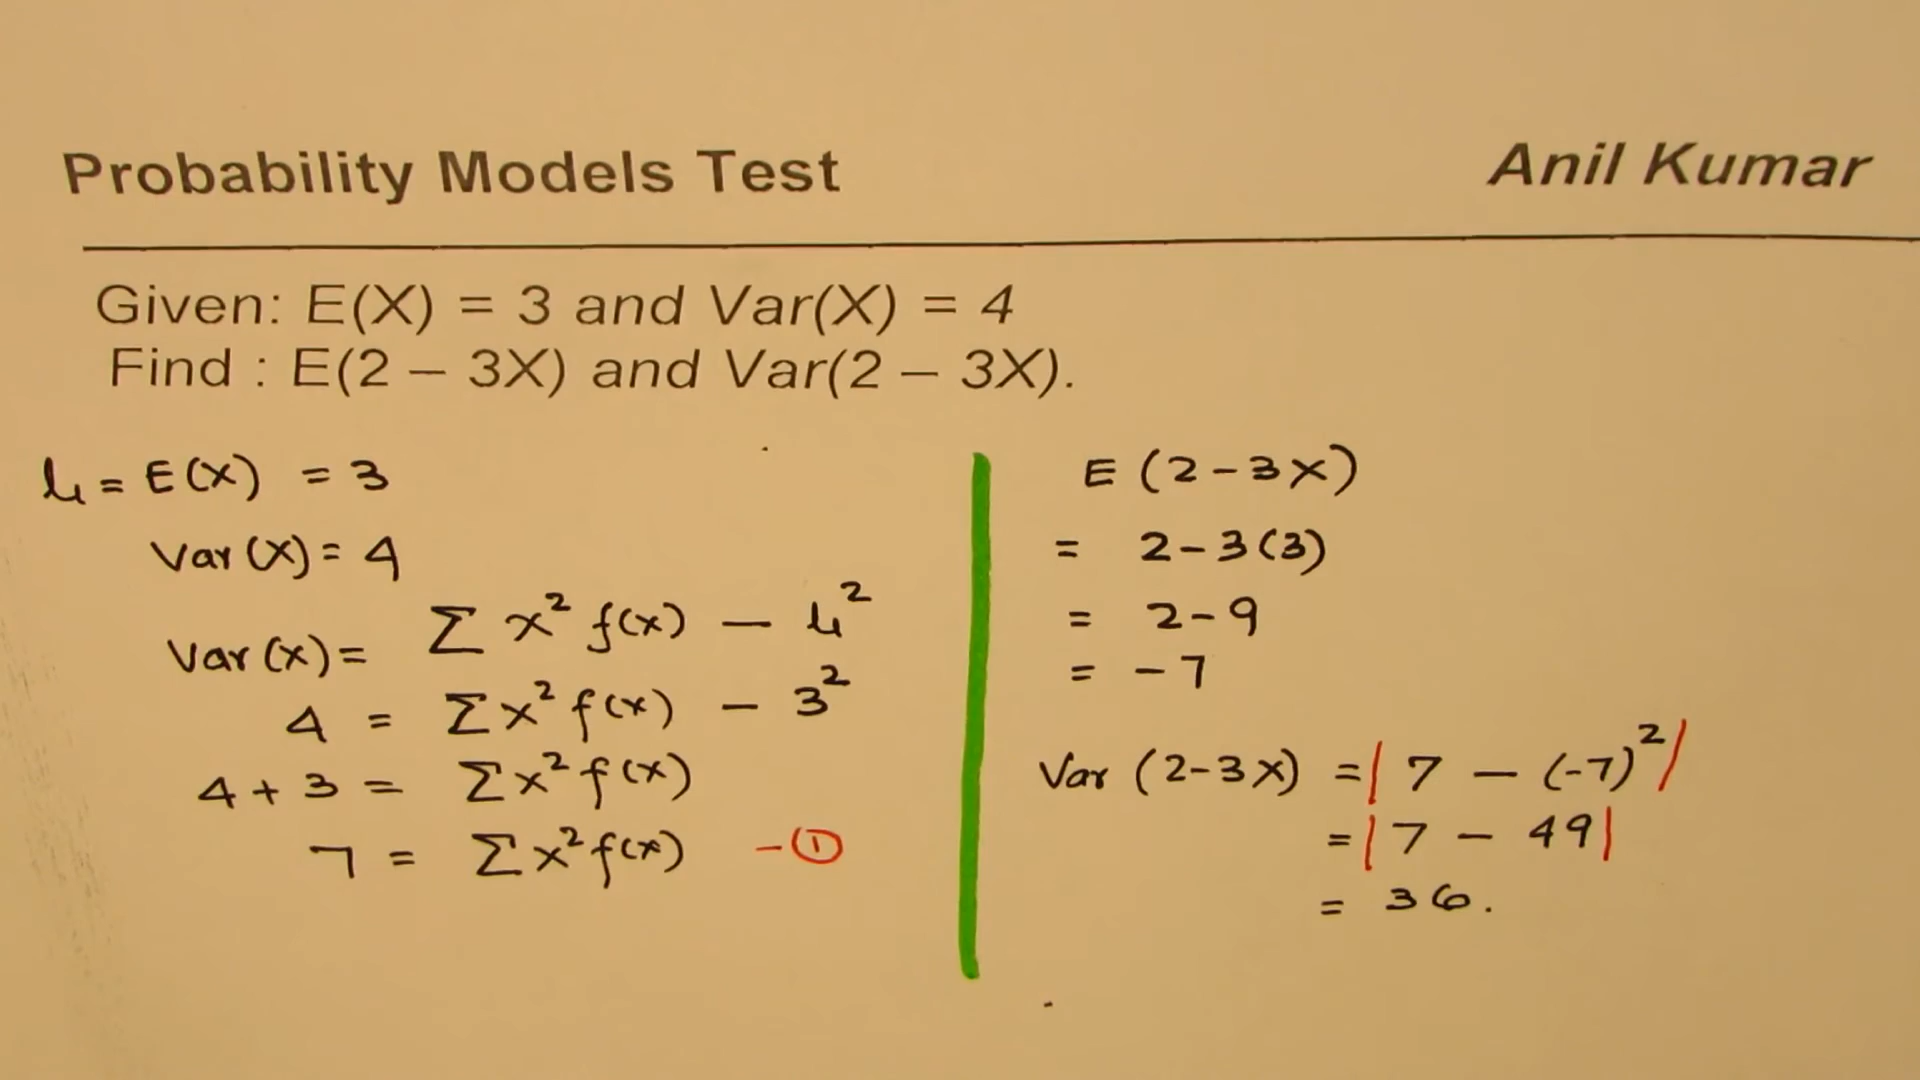 Probability Models Test
Anil Kumar
Given: E(X) = 3 and Var(X) = 4
Find : E(2 – 3X) and Var(2 – 3X).
μ = E(X) = 3
Var(X) = 4
Var(x) = Σ x² f(x) – μ²
4 = Σx² f(x) – 3²
4 + 3 = Σx² f(x)
7 = Σx² f(x) –①
E (2-3X)
= 2-3(3)
= 2-9
= -7
Var (2-3X) = | 7 – (-7)² |
= | 7 – 49 |
= 36.